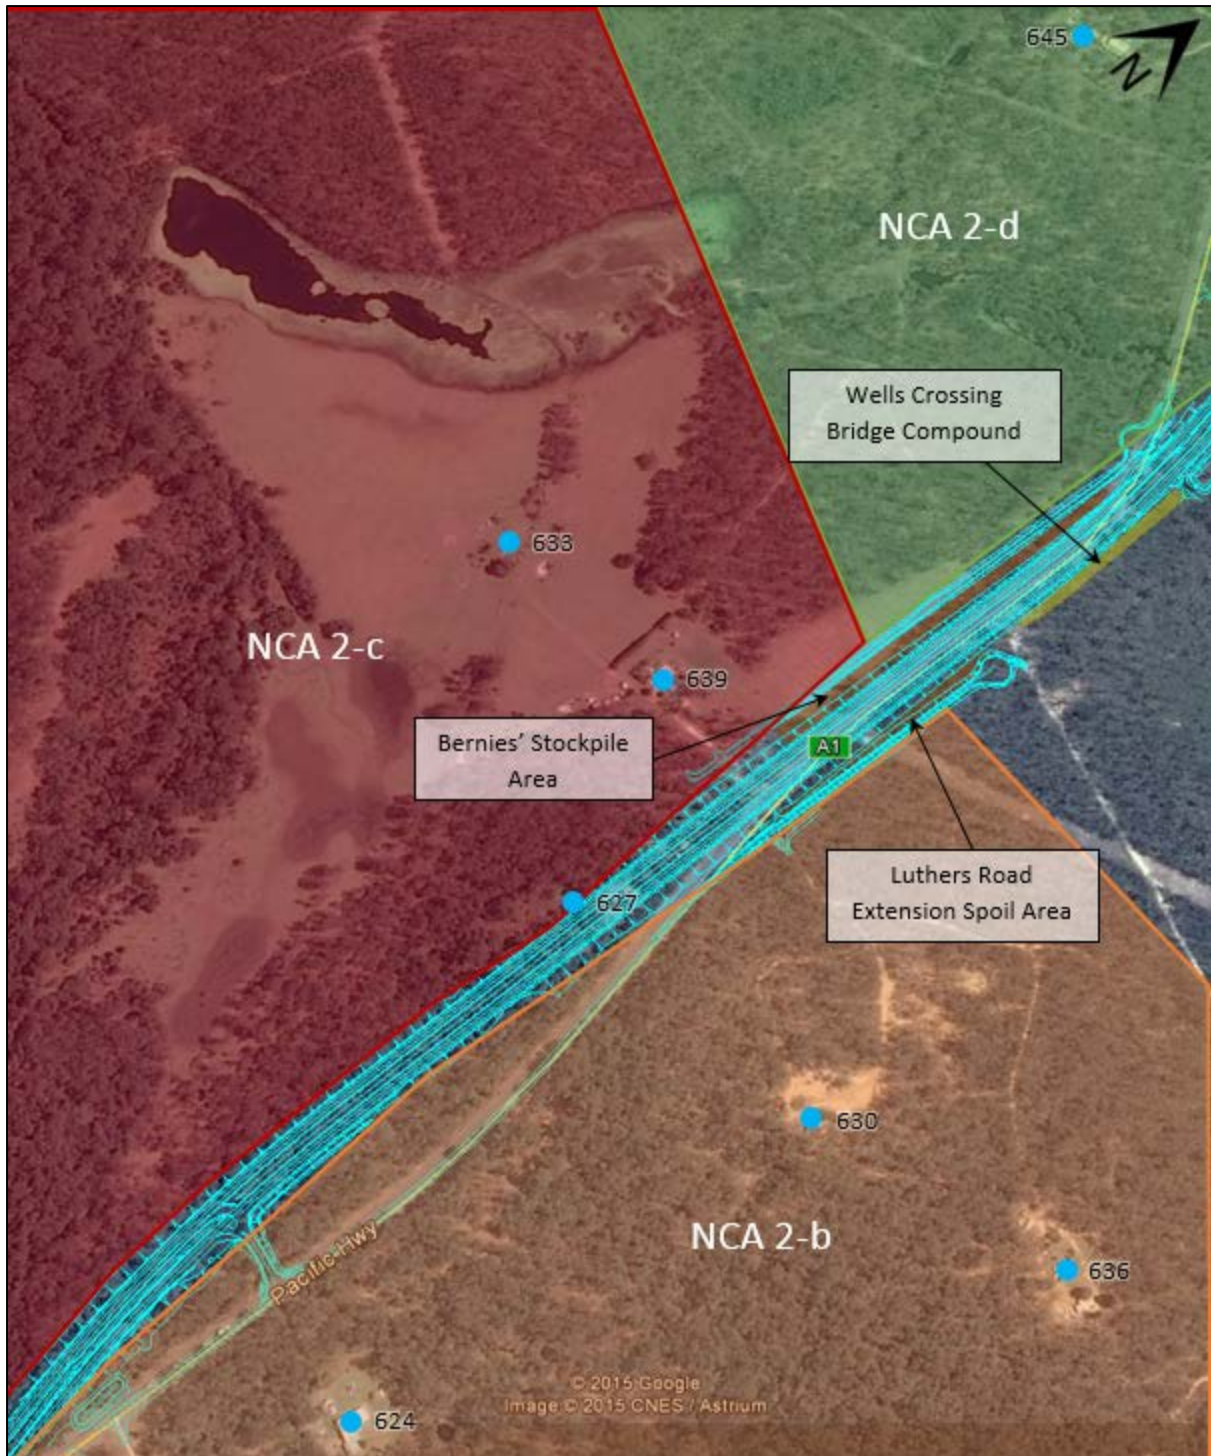 645
N
NCA 2-d
Wells Crossing
Bridge Compound
633
NCA 2-c
639
Bernies’ Stockpile
Area
A1
Luthers Road
Extension Spoil Area
627
630
NCA 2-b
636
Pacific Hwy
© 2015 Google
Image © 2015 CNES / Astrium
624